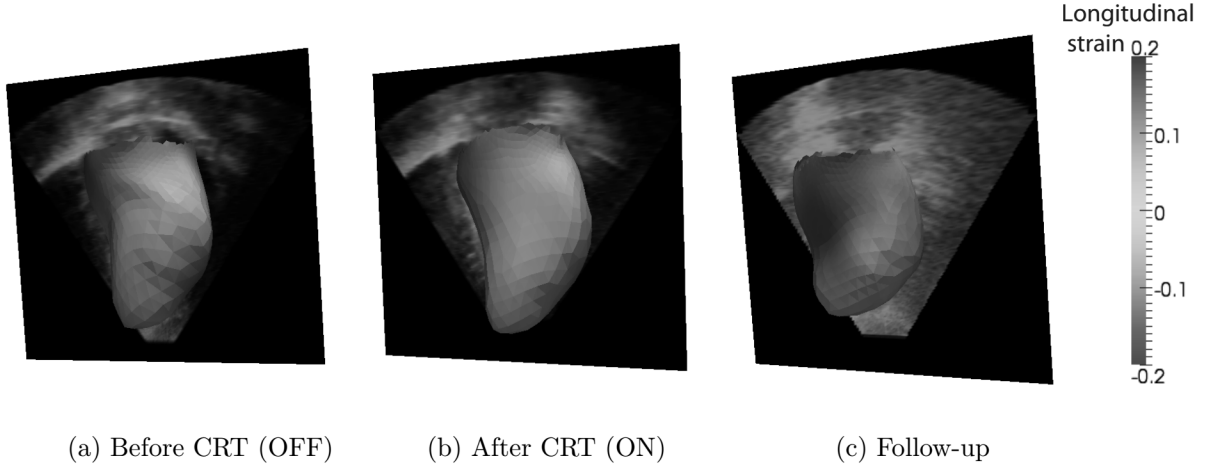 Longitudinal
strain
0.2
0.1
0
-0.1
-0.2
(a) Before CRT (OFF)
(b) After CRT (ON)
(c) Follow-up